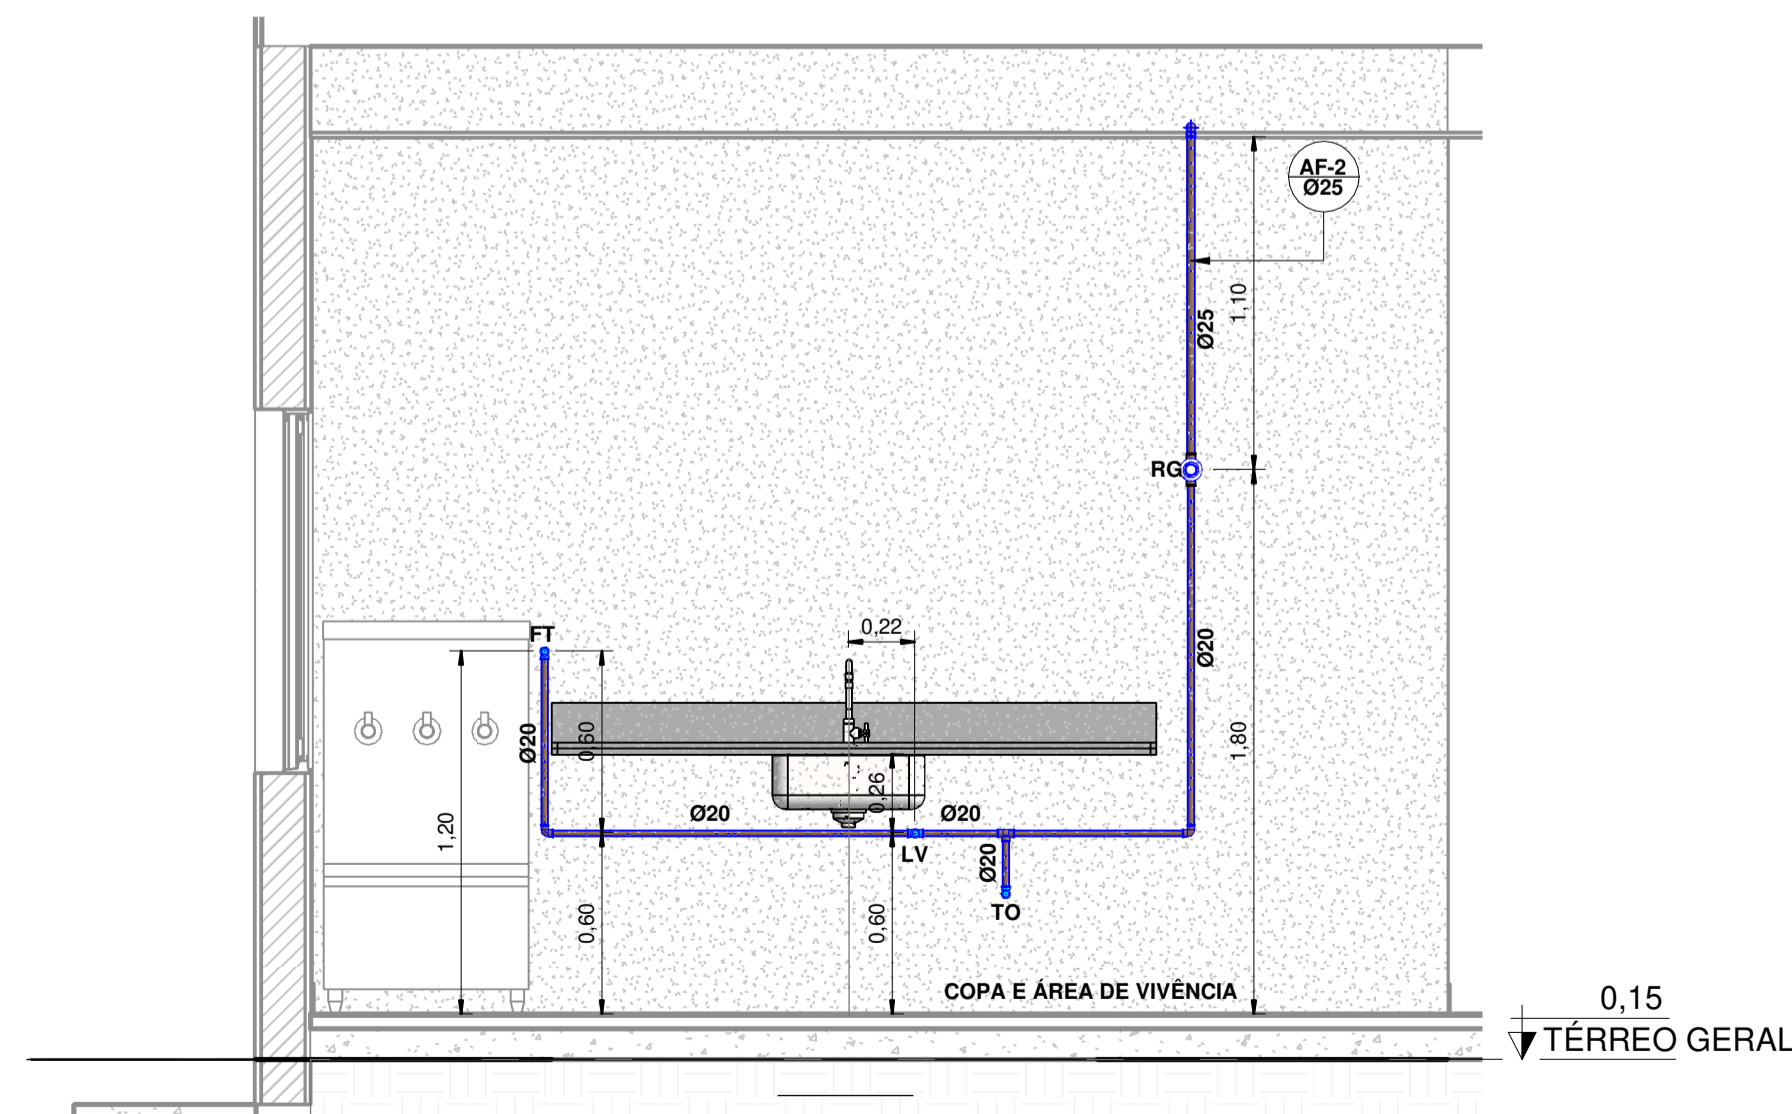 AF-2
Ø25
1,10
Ø25
RG
FT
0,22
Ø20
Ø20
0,60
1,80
0,26
Ø20
Ø20
1,20
LV
Ø20
TO
0,60
0,60
COPA E ÁREA DE VIVÊNCIA
0,15
TÉRREO GERAL